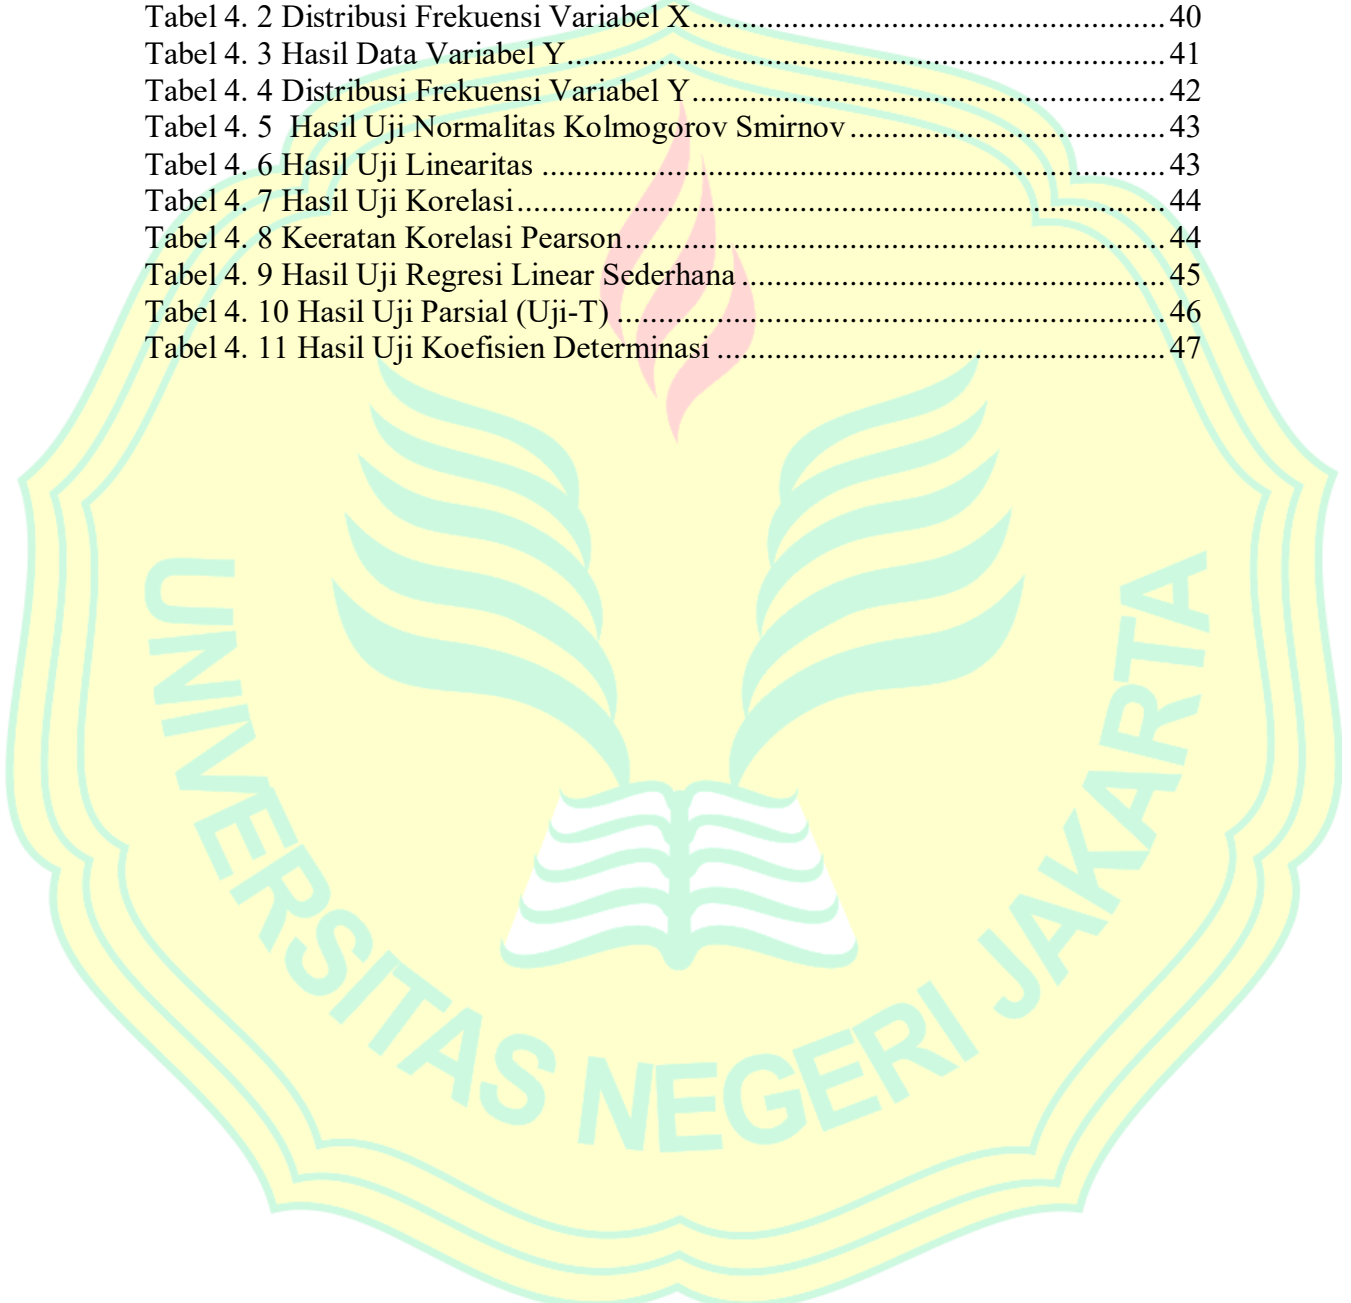 Tabel 4. 2 Distribusi Frekuensi Variabel X.......................................................... 40
Tabel 4. 3 Hasil Data Variabel Y......................................................................... 41
Tabel 4. 4 Distribusi Frekuensi Variabel Y.......................................................... 42
Tabel 4. 5  Hasil Uji Normalitas Kolmogorov Smirnov ...................................... 43
Tabel 4. 6 Hasil Uji Linearitas ............................................................................ 43
Tabel 4. 7 Hasil Uji Korelasi............................................................................... 44
Tabel 4. 8 Keeratan Korelasi Pearson.................................................................. 44
Tabel 4. 9 Hasil Uji Regresi Linear Sederhana .................................................... 45
Tabel 4. 10 Hasil Uji Parsial (Uji-T) ................................................................... 46
Tabel 4. 11 Hasil Uji Koefisien Determinasi ....................................................... 47
UNIVERSITAS NEGERI JAKARTA